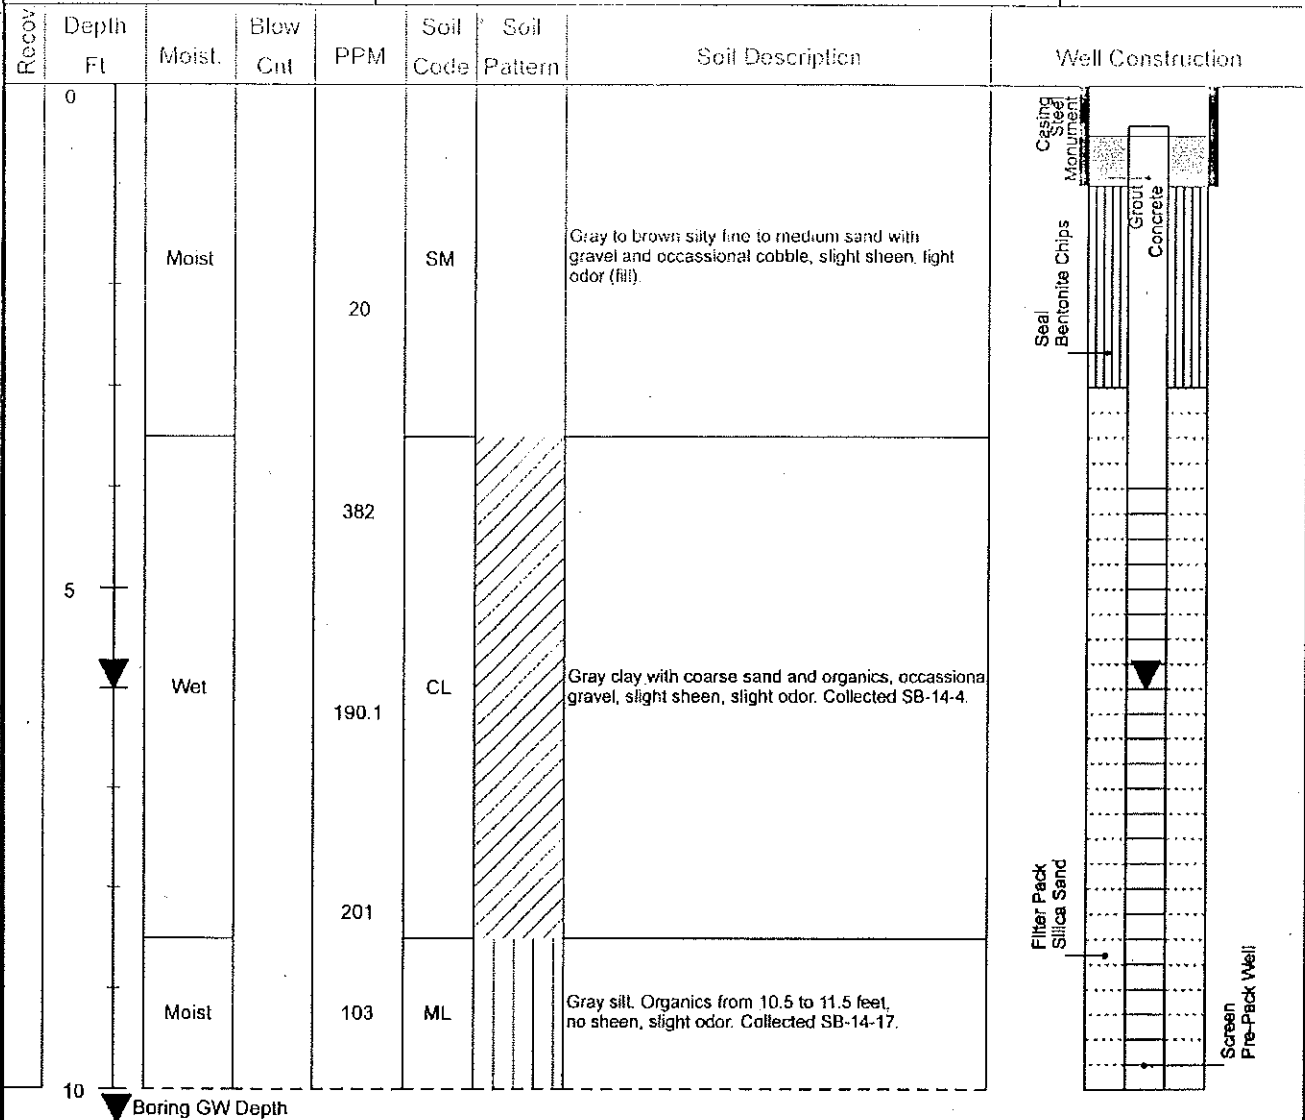 Recov
Depth
Ft
Moist.
Blow
Cnt
PPM
Soil
Code
Soil
Pattern
Soil Description
Well Construction
0
Casing
Steel
Monument
Grout
Concrete
Moist
20
SM
Gray to brown silty fine to medium sand with
gravel and occassional cobble, slight sheen, light
odor (fill).
Seal
Bentonite Chips
382
5
Wet
190.1
CL
Gray clay with coarse sand and organics, occassiona
gravel, slight sheen, slight odor. Collected SB-14-4.
201
Filter Pack
Silica Sand
Moist
103
ML
Gray silt. Organics from 10.5 to 11.5 feet,
no sheen, slight odor. Collected SB-14-17.
Screen
Pre-Pack Well
10
Boring GW Depth